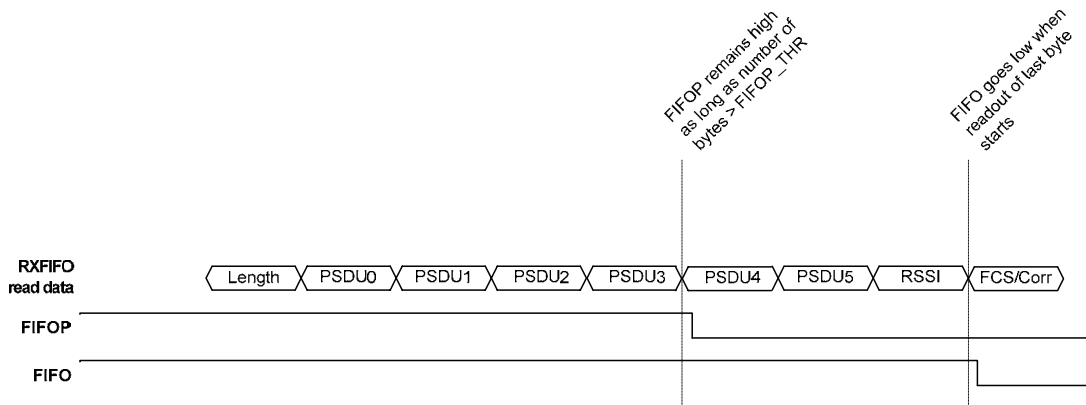 FIFOP remains high
as long as number of
bytes > FIFOP_THR
FIFO goes low when
readout of last byte
starts
RXFIFO
read data
Length
PSDU0
PSDU1
PSDU2
PSDU3
PSDU4
PSDU5
RSSI
FCS/Corr
FIFOP
FIFO